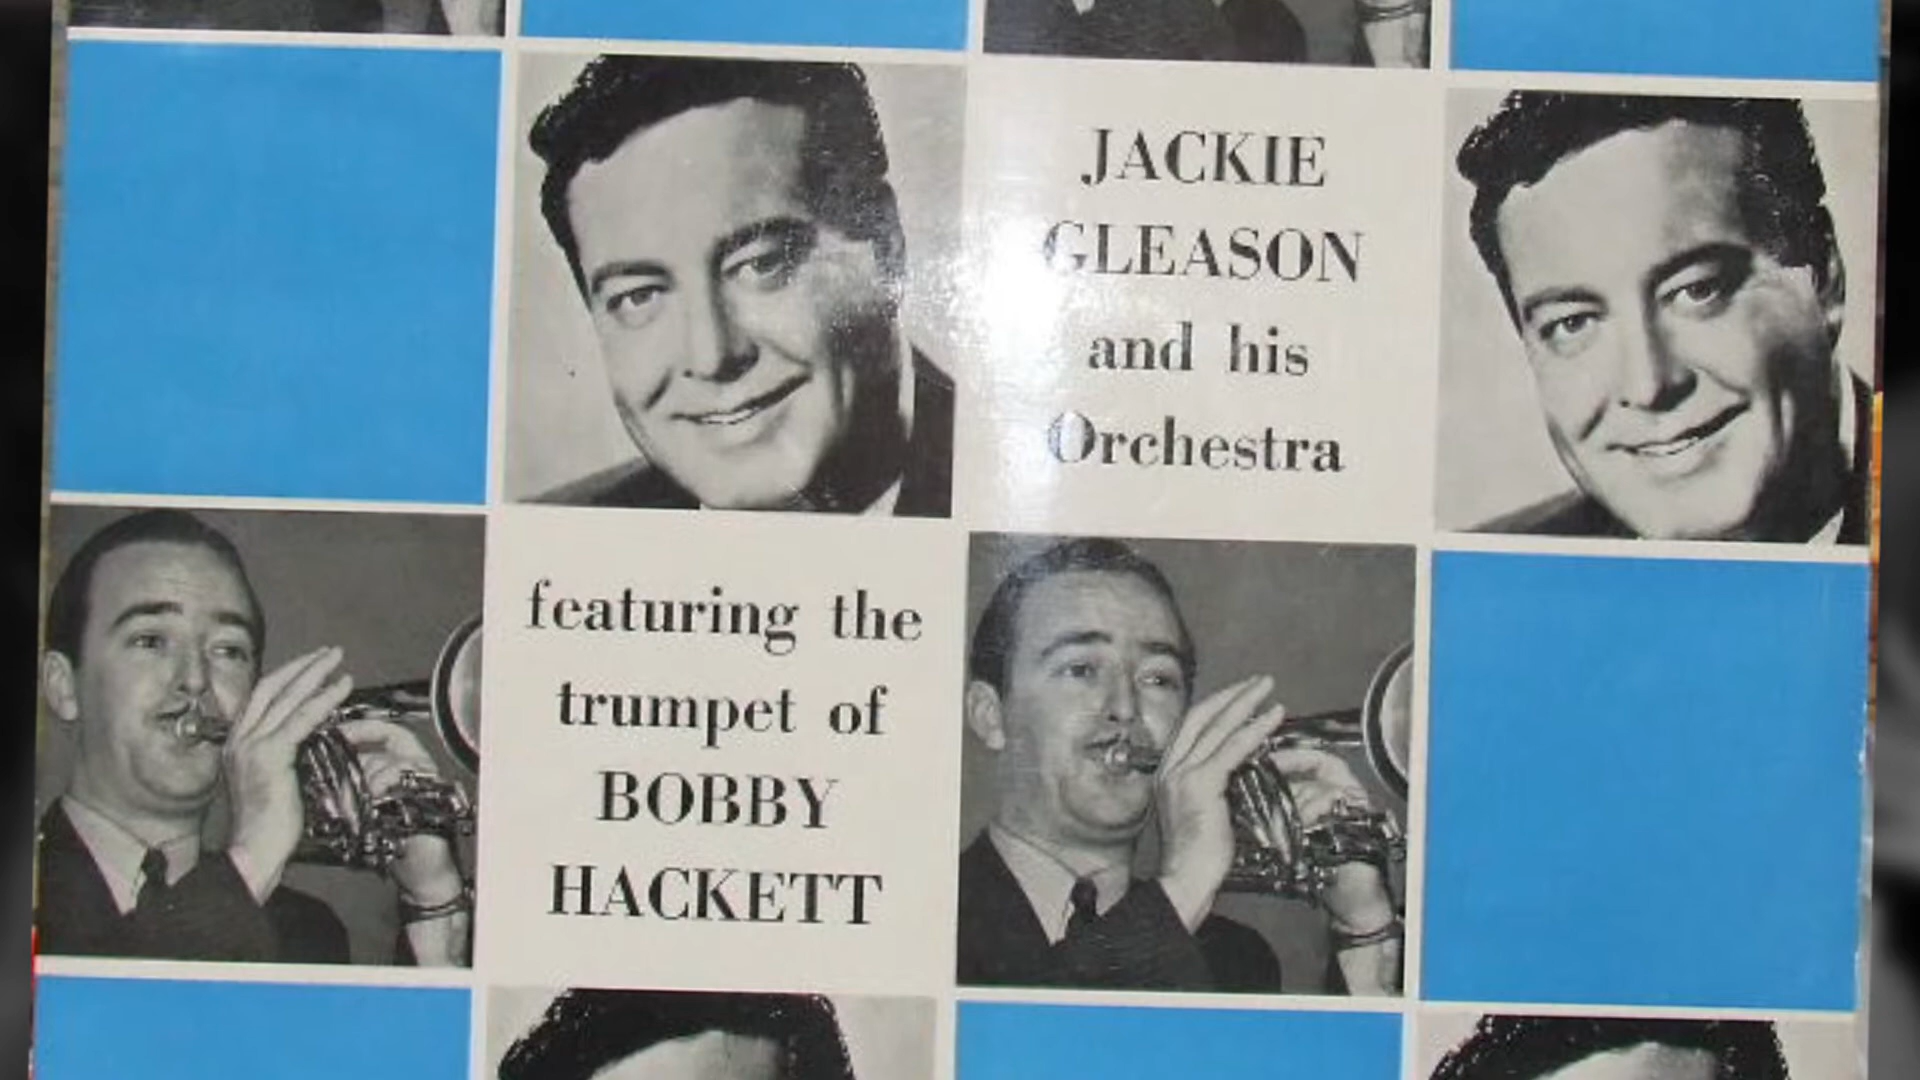 JACKIE
GLEASON
and his
Orchestra
featuring the
trumpet of
BOBBY
HACKETT